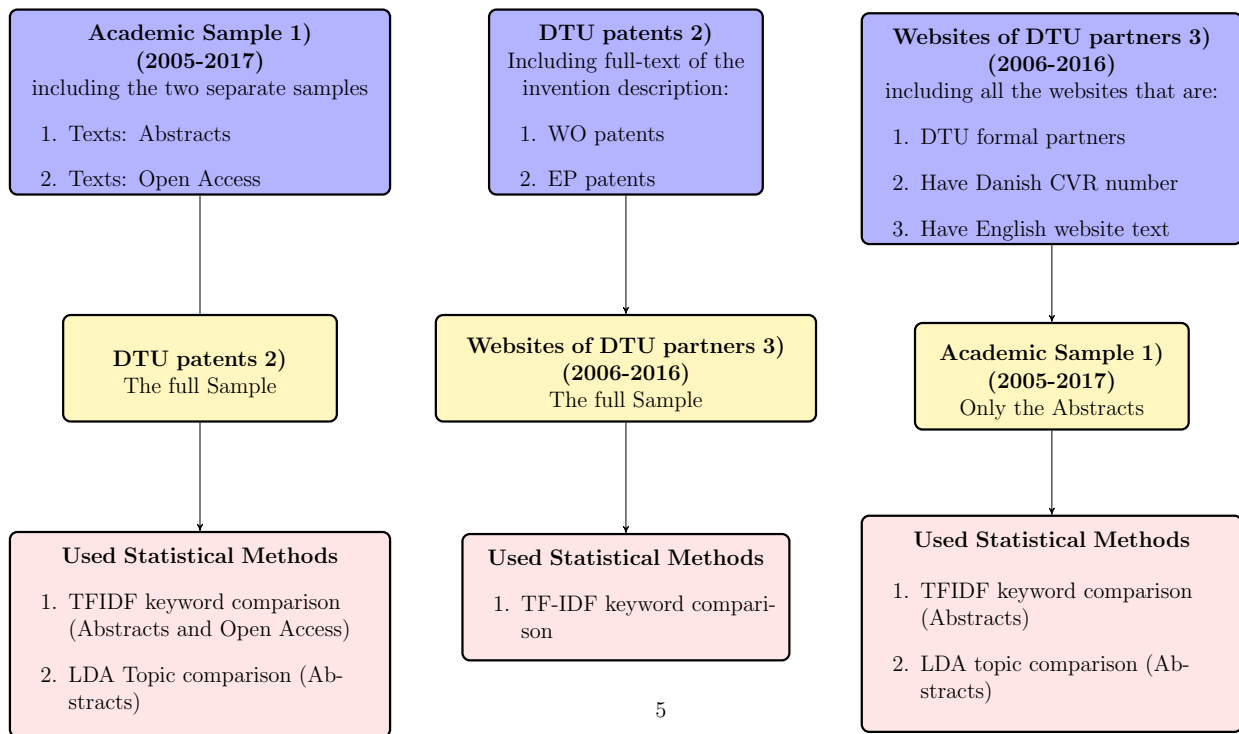 Academic Sample 1)
(2005-2017)
including the two separate samples
1. Texts: Abstracts
2. Texts: Open Access
DTU patents 2)
Including full-text of the
invention description:
1. WO patents
2. EP patents
Websites of DTU partners 3)
(2006-2016)
including all the websites that are:
1. DTU formal partners
2. Have Danish CVR number
3. Have English website text
DTU patents 2)
The full Sample
Websites of DTU partners 3)
(2006-2016)
The full Sample
Academic Sample 1)
(2005-2017)
Only the Abstracts
Used Statistical Methods
1. TFIDF keyword comparison
(Abstracts and Open Access)
2. LDA Topic comparison (Ab-
stracts)
Used Statistical Methods
1. TF-IDF keyword compari-
son
Used Statistical Methods
1. TFIDF keyword comparison
(Abstracts)
2. LDA topic comparison (Ab-
stracts)
5